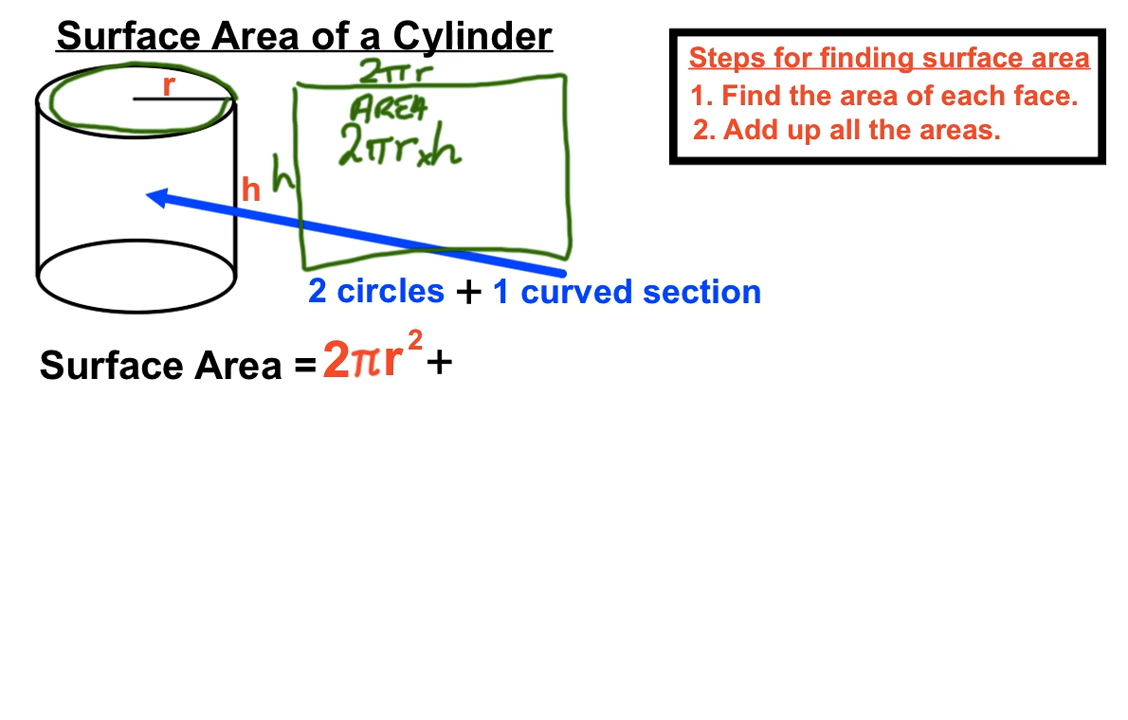 Surface Area of a Cylinder
Steps for finding surface area
1. Find the area of each face.
2. Add up all the areas.
r
2πr
AREA
2πr×h
h h
2 circles + 1 curved section
Surface Area = 2πr² +